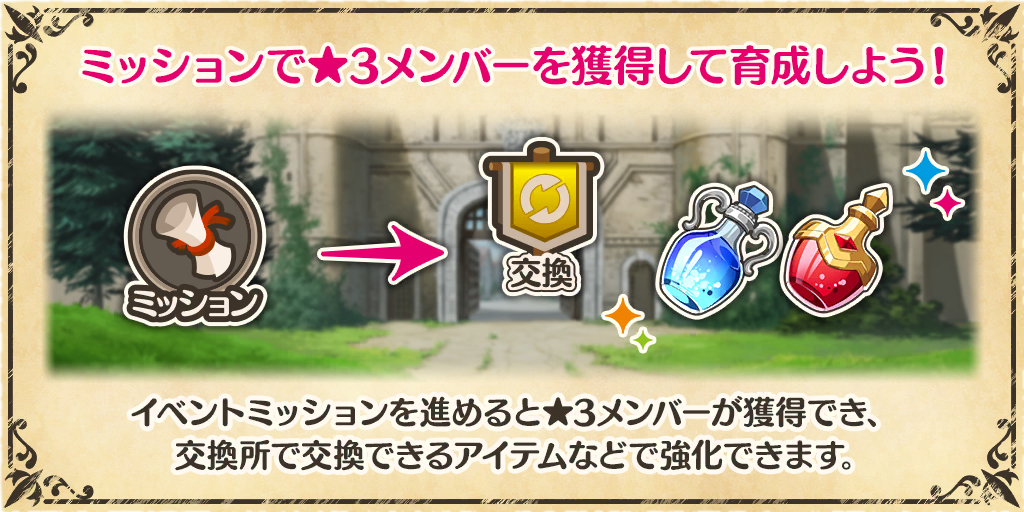 ミッションで★3メンバーを獲得して育成しよう!
ミッション
交換
イベントミッションを進めると★3メンバーが獲得でき、
交換所で交換できるアイテムなどで強化できます。